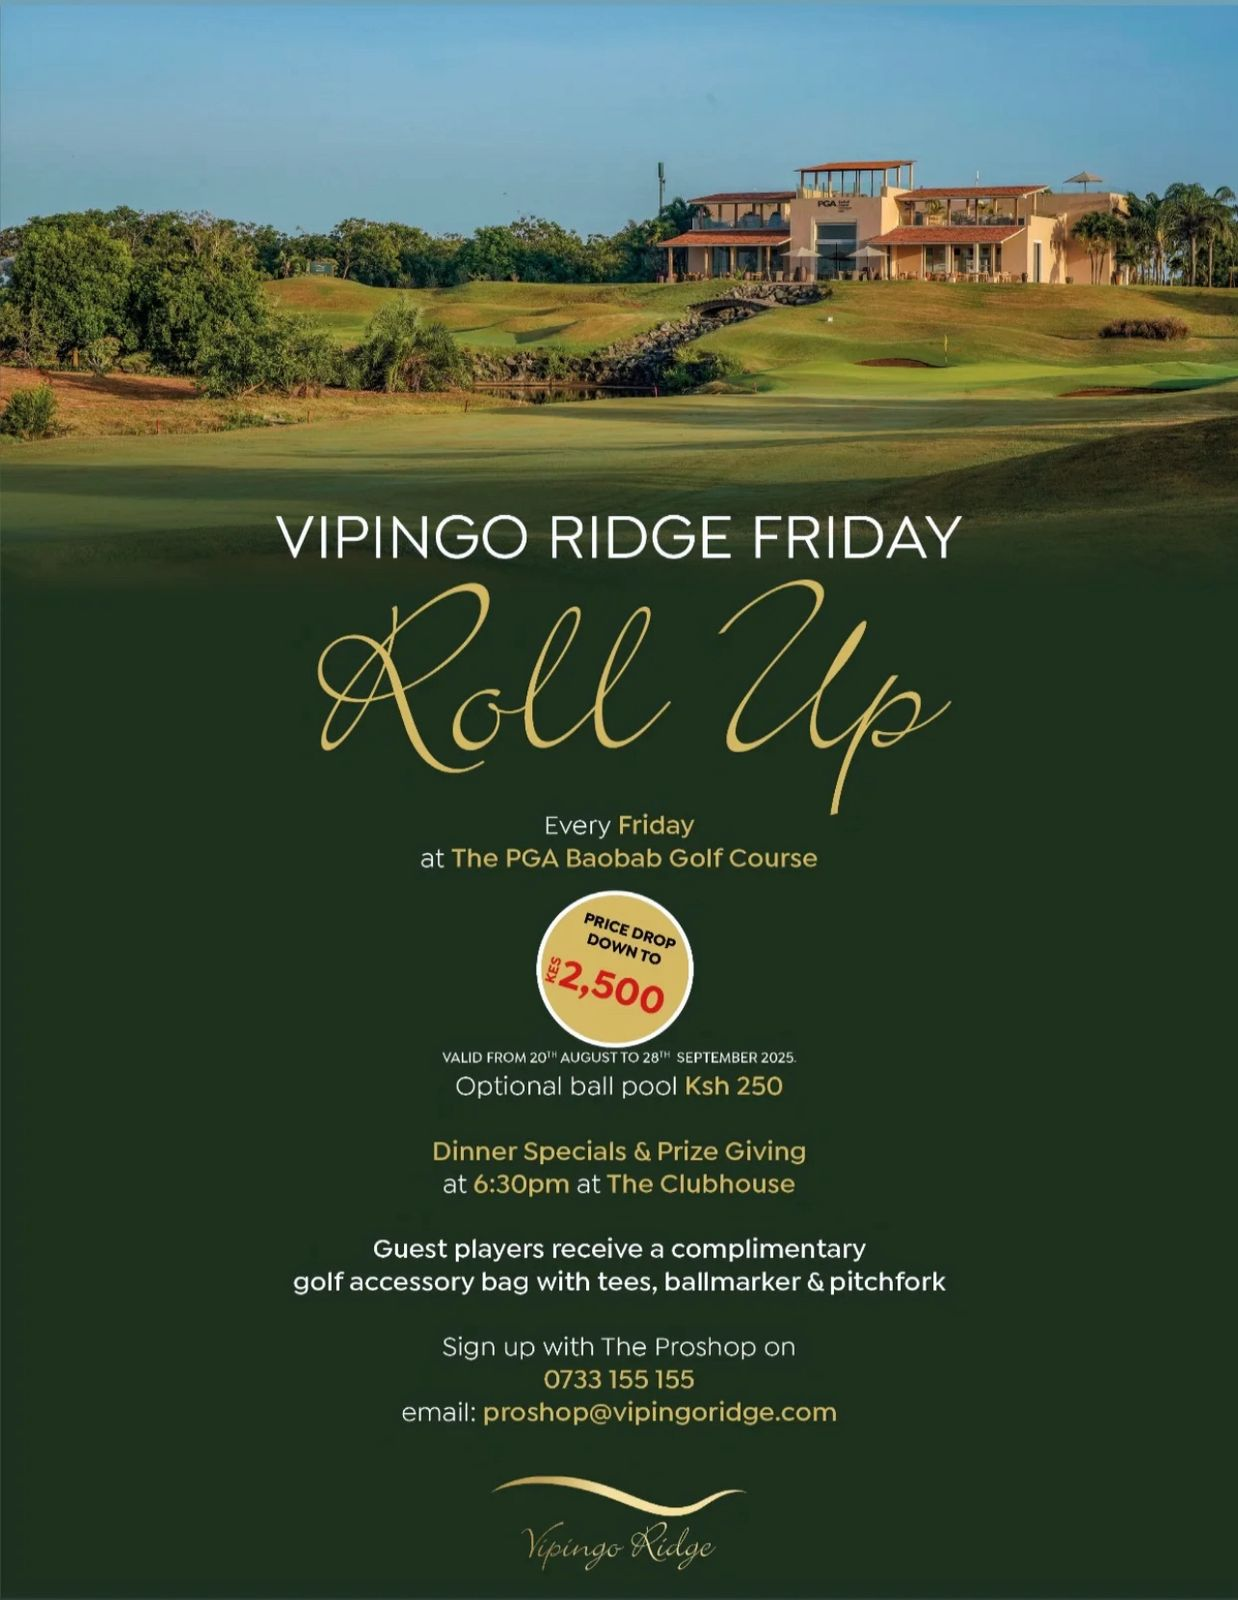 PGA
VIPINGO RIDGE FRIDAY
Roll Up
Every Friday
at The PGA Baobab Golf Course
PRICE DROP
DOWN TO
KES 2,500
VALID FROM 20TH AUGUST TO 28TH SEPTEMBER 2025.
Optional ball pool Ksh 250
Dinner Specials & Prize Giving
at 6:30pm at The Clubhouse
Guest players receive a complimentary
golf accessory bag with tees, ballmarker & pitchfork
Sign up with The Proshop on
0733 155 155
email: proshop@vipingoridge.com
Vipingo Ridge